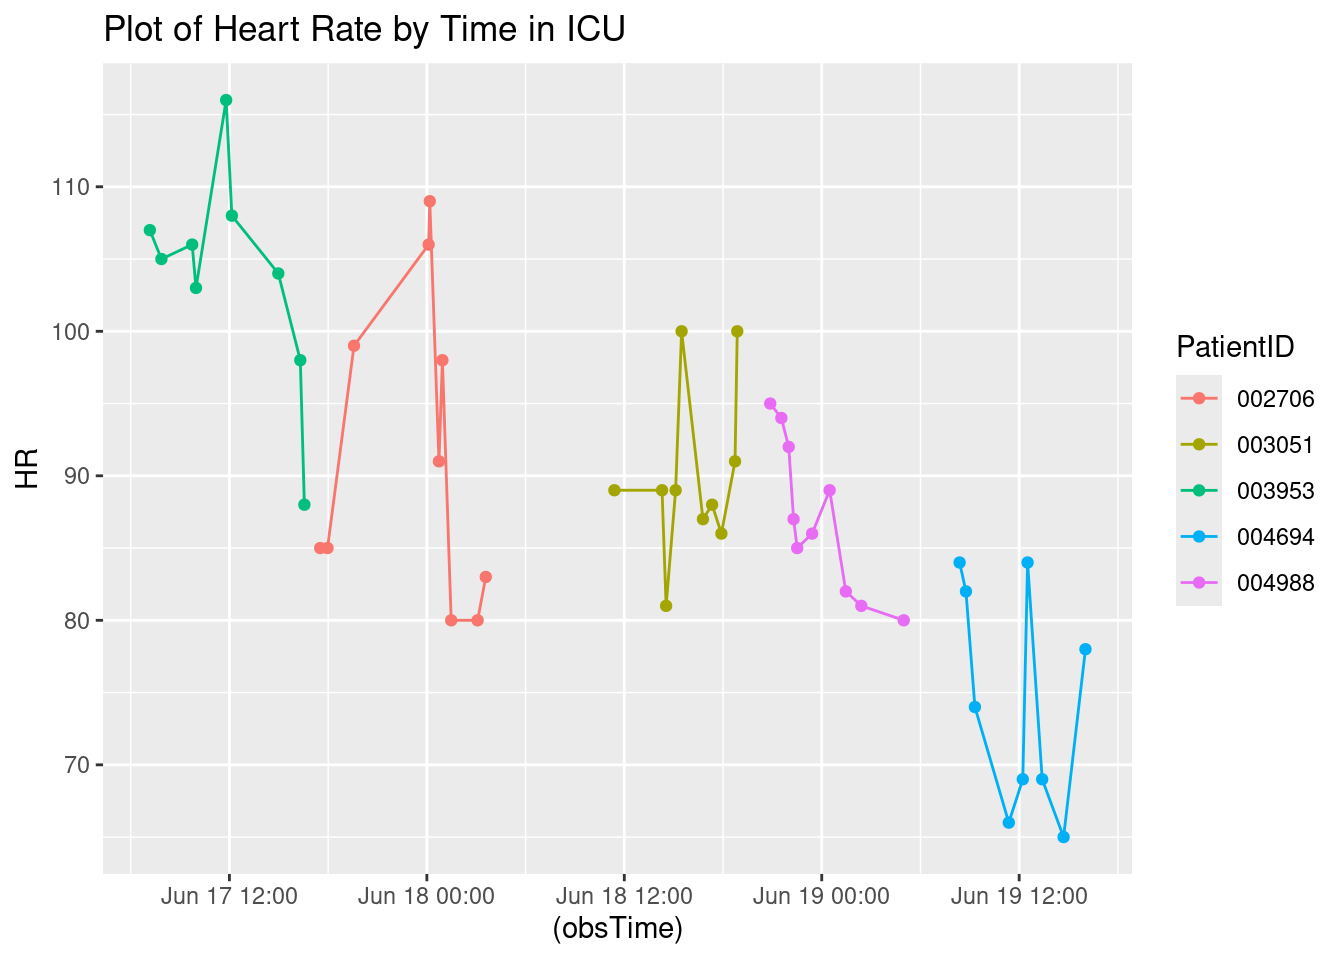 Plot of Heart Rate by Time in ICU
110
100
90
80
70
HR
Jun 17 12:00
Jun 18 00:00
Jun 18 12:00
Jun 19 00:00
Jun 19 12:00
(obsTime)
PatientID
002706
003051
003953
004694
004988